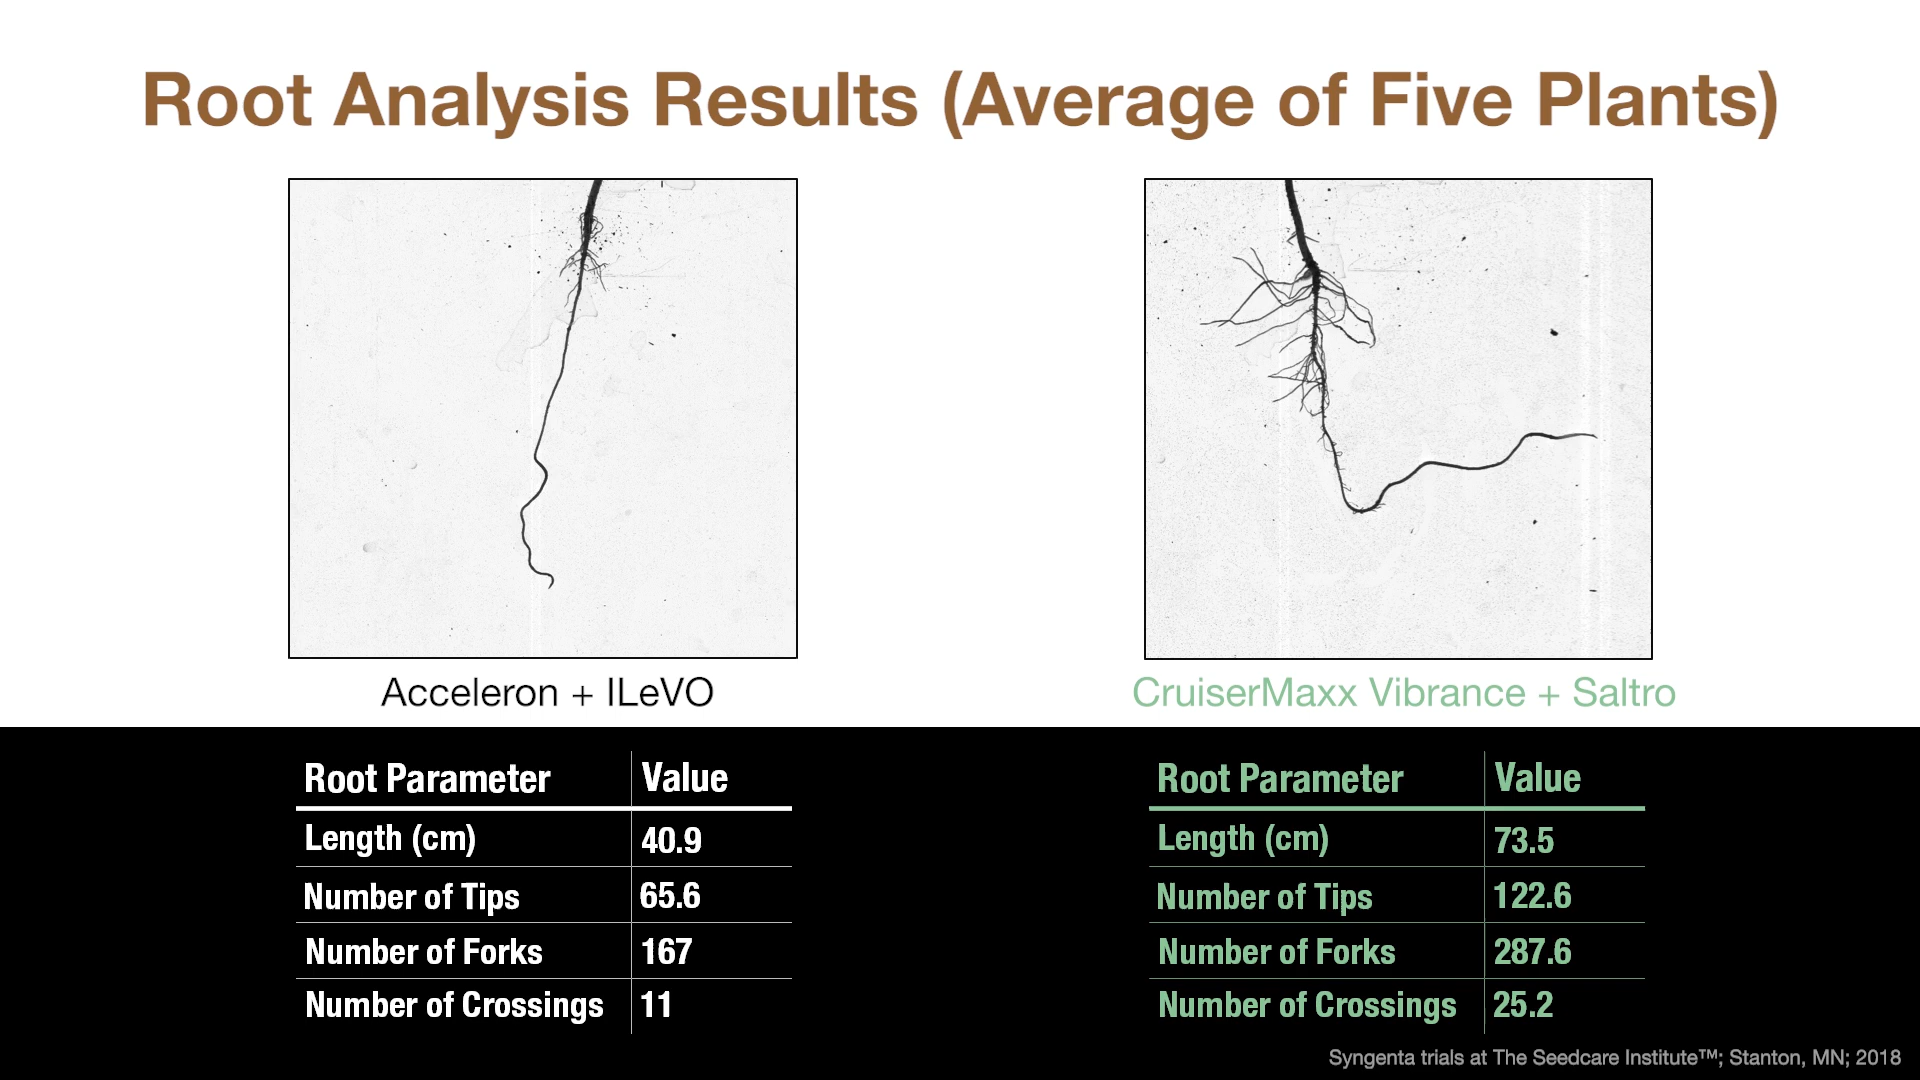 Root Analysis Results (Average of Five Plants)
Acceleron + ILeVO
CruiserMaxx Vibrance + Saltro
Root Parameter Value
Length (cm) 40.9
Number of Tips 65.6
Number of Forks 167
Number of Crossings 11
Root Parameter Value
Length (cm) 73.5
Number of Tips 122.6
Number of Forks 287.6
Number of Crossings 25.2
Syngenta trials at The Seedcare Institute™; Stanton, MN; 2018